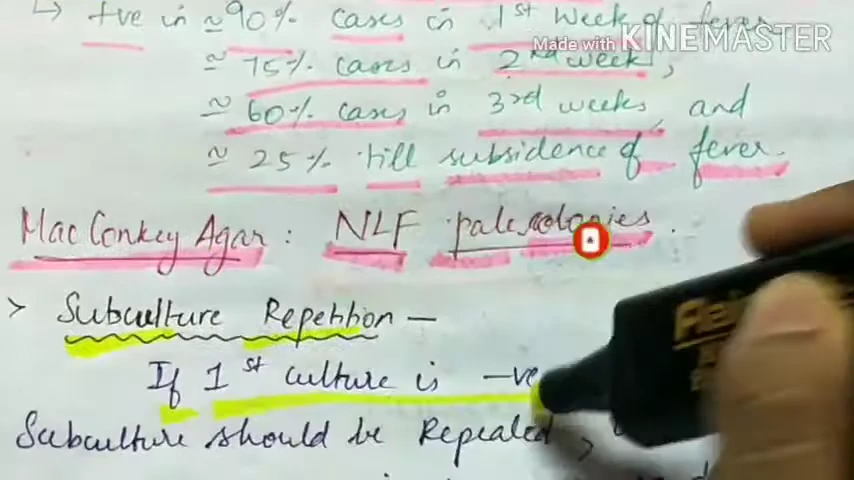 ↳ +ve in ≃ 90% cases in 1st week of fever,
Made with KINEMASTER
≃ 75% cases in 2nd week,
≃ 60% cases in 3rd weeks, and
≃ 25% till subsidence of fever.
MacConkey Agar : NLF pale colonies.
> Subculture Repetition —
If 1st culture is –ve
Subculture should be Repeated,